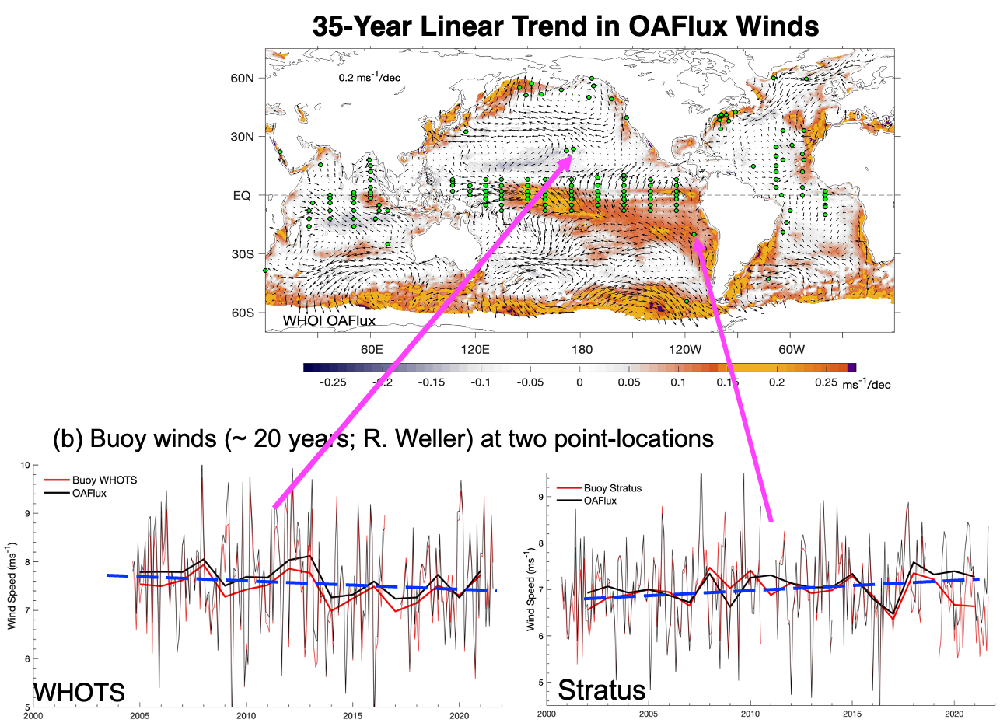 35-Year Linear Trend in OAFlux Winds
60N
0.2 ms⁻¹/dec
30N
EQ
30S
60S
WHOI OAFlux
60E 120E 180 120W 60W
-0.25 -0.2 -0.15 -0.1 -0.05 0 0.05 0.1 0.15 0.2 0.25 ms⁻¹/dec
(b) Buoy winds (~ 20 years; R. Weller) at two point-locations
10
Buoy WHOTS
OAFlux
9
8
7
6
5
Wind Speed (ms⁻¹)
WHOTS
2000 2005 2010 2015 2020
Buoy Stratus
OAFlux
9
8
7
6
5
Wind Speed (ms⁻¹)
Stratus
2000 2005 2010 2015 2020